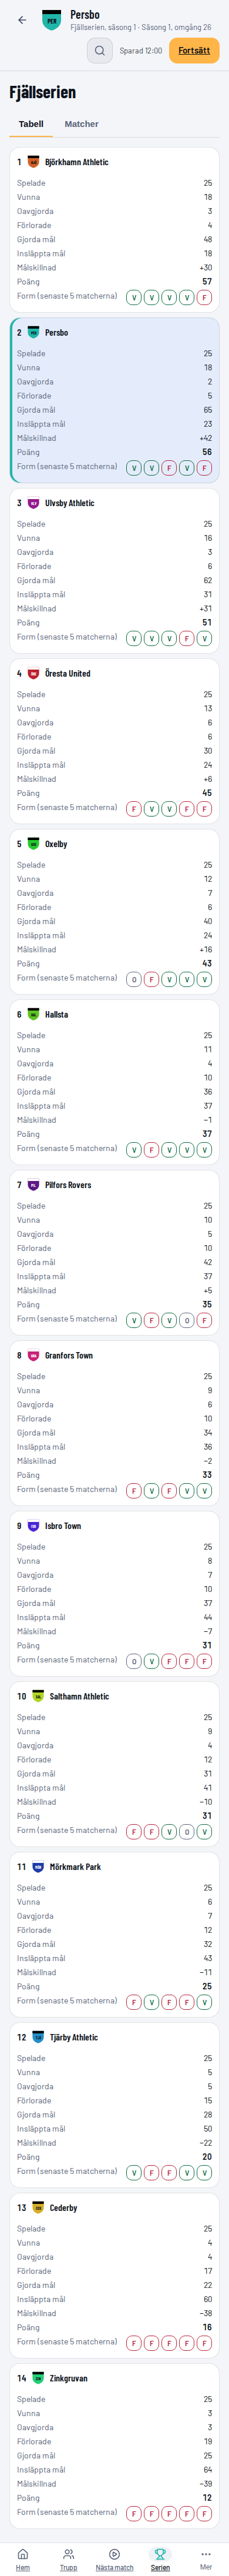 PER
Persbo
Fjällserien, säsong 1 · Säsong 1, omgång 26
Sparad 12:00
Fortsätt
Fjällserien
Tabell Matcher
1 Björkhamn Athletic
Spelade 25
Vunna 18
Oavgjorda 3
Förlorade 4
Gjorda mål 48
Insläppta mål 18
Målskillnad +30
Poäng 57
Form (senaste 5 matcherna) V V V V F
2 PER Persbo
Spelade 25
Vunna 18
Oavgjorda 2
Förlorade 5
Gjorda mål 65
Insläppta mål 23
Målskillnad +42
Poäng 56
Form (senaste 5 matcherna) V V F V F
3 Ulvsby Athletic
Spelade 25
Vunna 16
Oavgjorda 3
Förlorade 6
Gjorda mål 62
Insläppta mål 31
Målskillnad +31
Poäng 51
Form (senaste 5 matcherna) V V V F V
4 Öresta United
Spelade 25
Vunna 13
Oavgjorda 6
Förlorade 6
Gjorda mål 30
Insläppta mål 24
Målskillnad +6
Poäng 45
Form (senaste 5 matcherna) F V V F F
5 Oxelby
Spelade 25
Vunna 12
Oavgjorda 7
Förlorade 6
Gjorda mål 40
Insläppta mål 24
Målskillnad +16
Poäng 43
Form (senaste 5 matcherna) O F V V V
6 Hallsta
Spelade 25
Vunna 11
Oavgjorda 4
Förlorade 10
Gjorda mål 36
Insläppta mål 37
Målskillnad −1
Poäng 37
Form (senaste 5 matcherna) V F V V V
7 Pilfors Rovers
Spelade 25
Vunna 10
Oavgjorda 5
Förlorade 10
Gjorda mål 42
Insläppta mål 37
Målskillnad +5
Poäng 35
Form (senaste 5 matcherna) V F V O F
8 Granfors Town
Spelade 25
Vunna 9
Oavgjorda 6
Förlorade 10
Gjorda mål 34
Insläppta mål 36
Målskillnad −2
Poäng 33
Form (senaste 5 matcherna) F V F V V
9 Isbro Town
Spelade 25
Vunna 8
Oavgjorda 7
Förlorade 10
Gjorda mål 37
Insläppta mål 44
Målskillnad −7
Poäng 31
Form (senaste 5 matcherna) O V F F F
10 Salthamn Athletic
Spelade 25
Vunna 9
Oavgjorda 4
Förlorade 12
Gjorda mål 31
Insläppta mål 41
Målskillnad −10
Poäng 31
Form (senaste 5 matcherna) F F V O V
11 Mörkmark Park
Spelade 25
Vunna 6
Oavgjorda 7
Förlorade 12
Gjorda mål 32
Insläppta mål 43
Målskillnad −11
Poäng 25
Form (senaste 5 matcherna) F V F F V
12 Tjärby Athletic
Spelade 25
Vunna 5
Oavgjorda 5
Förlorade 15
Gjorda mål 28
Insläppta mål 50
Målskillnad −22
Poäng 20
Form (senaste 5 matcherna) V F F V V
13 Cederby
Spelade 25
Vunna 4
Oavgjorda 4
Förlorade 17
Gjorda mål 22
Insläppta mål 60
Målskillnad −38
Poäng 16
Form (senaste 5 matcherna) F F F F F
14 Zinkgruvan
Spelade 25
Vunna 3
Oavgjorda 3
Förlorade 19
Gjorda mål 25
Insläppta mål 64
Målskillnad −39
Poäng 12
Form (senaste 5 matcherna) F F F F F
Hem Trupp Nästa match Serien Mer